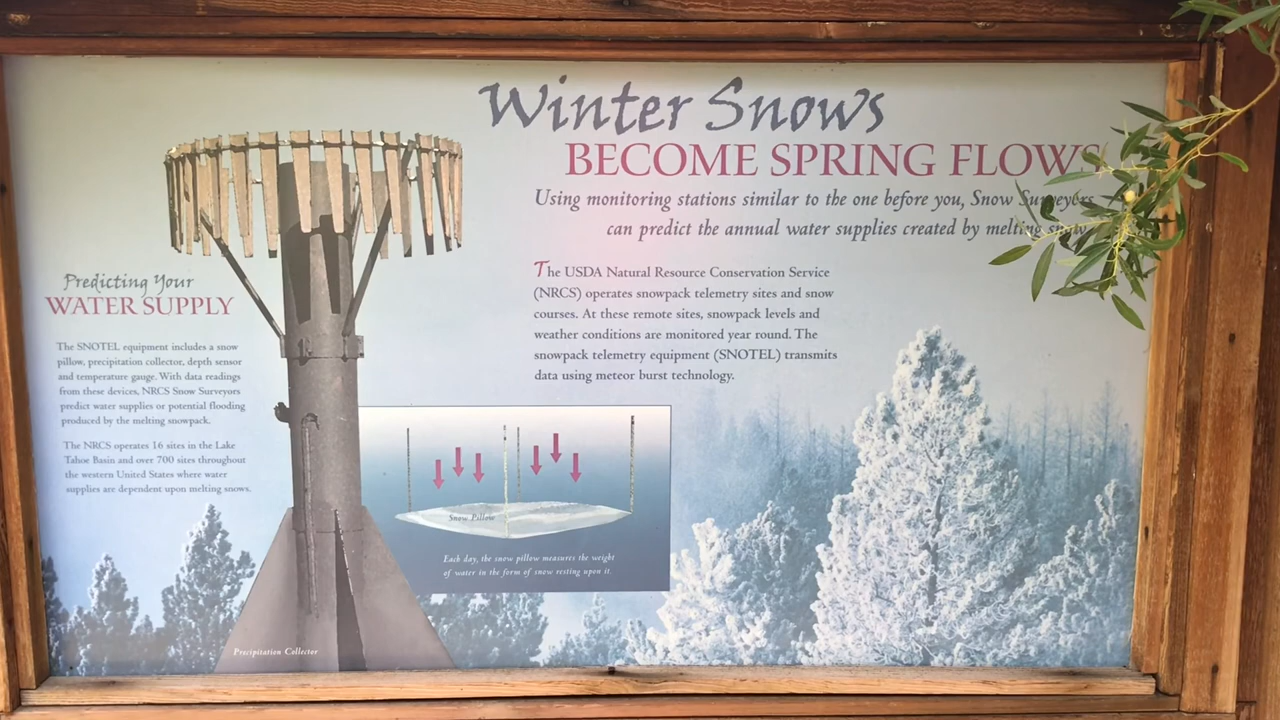 Winter Snows
BECOME SPRING FLOWS
Using monitoring stations similar to the one before you, Snow Surveyors
can predict the annual water supplies created by melting snow.
The USDA Natural Resource Conservation Service
(NRCS) operates snowpack telemetry sites and snow
courses. At these remote sites, snowpack levels and
weather conditions are monitored year round. The
snowpack telemetry equipment (SNOTEL) transmits
data using meteor burst technology.
Predicting Your
WATER SUPPLY
The SNOTEL equipment includes a snow
pillow, precipitation collector, depth sensor
and temperature gauge. With data readings
from these devices, NRCS Snow Surveyors
predict water supplies or potential flooding
produced by the melting snowpack.
The NRCS operates 16 sites in the Lake
Tahoe Basin and over 700 sites throughout
the western United States where water
supplies are dependent upon melting snows.
Snow Pillow
Each day, the snow pillow measures the weight
of water in the form of snow resting upon it.
Precipitation Collector